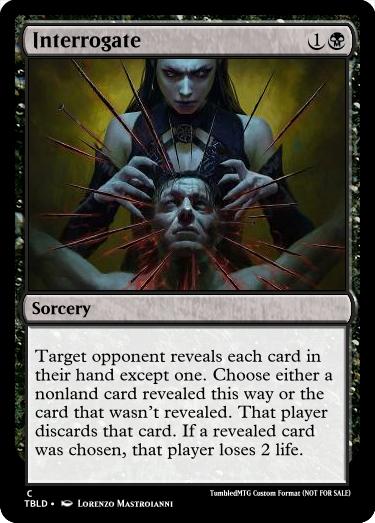 Interrogate 1
Sorcery
Target opponent reveals each card in
their hand except one. Choose either a
nonland card revealed this way or the
card that wasn't revealed. That player
discards that card. If a revealed card
was chosen, that player loses 2 life.
C TumbledMTG Custom Format (NOT FOR SALE)
TBLD • Lorenzo Mastroianni